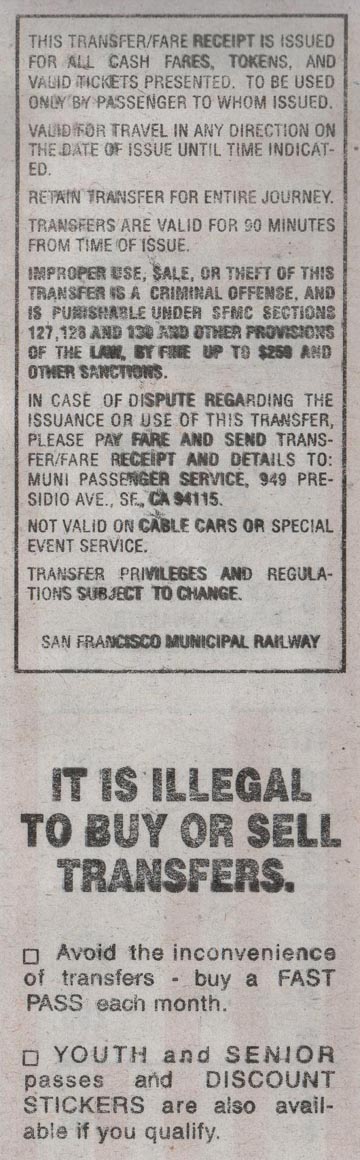 THIS TRANSFER/FARE RECEIPT IS ISSUED
FOR ALL CASH FARES, TOKENS, AND
VALID TICKETS PRESENTED. TO BE USED
ONLY BY PASSENGER TO WHOM ISSUED.
VALID FOR TRAVEL IN ANY DIRECTION ON
THE DATE OF ISSUE UNTIL TIME INDICAT-
ED.
RETAIN TRANSFER FOR ENTIRE JOURNEY.
TRANSFERS ARE VALID FOR 90 MINUTES
FROM TIME OF ISSUE.
IMPROPER USE, SALE, OR THEFT OF THIS
TRANSFER IS A CRIMINAL OFFENSE, AND
IS PUNISHABLE UNDER SFMC SECTIONS
127,128 AND 130 AND OTHER PROVISIONS
OF THE LAW, BY FINE UP TO $250 AND
OTHER SANCTIONS.
IN CASE OF DISPUTE REGARDING THE
ISSUANCE OR USE OF THIS TRANSFER,
PLEASE PAY FARE AND SEND TRANS-
FER/FARE RECEIPT AND DETAILS TO:
MUNI PASSENGER SERVICE, 949 PRE-
SIDIO AVE., SF., CA 94115.
NOT VALID ON CABLE CARS OR SPECIAL
EVENT SERVICE.
TRANSFER PRIVILEGES AND REGULA-
TIONS SUBJECT TO CHANGE.
SAN FRANCISCO MUNICIPAL RAILWAY
IT IS ILLEGAL
TO BUY OR SELL
TRANSFERS.
□ Avoid the inconvenience
of transfers - buy a FAST
PASS each month.
□ YOUTH and SENIOR
passes and DISCOUNT
STICKERS are also avail-
able if you qualify.